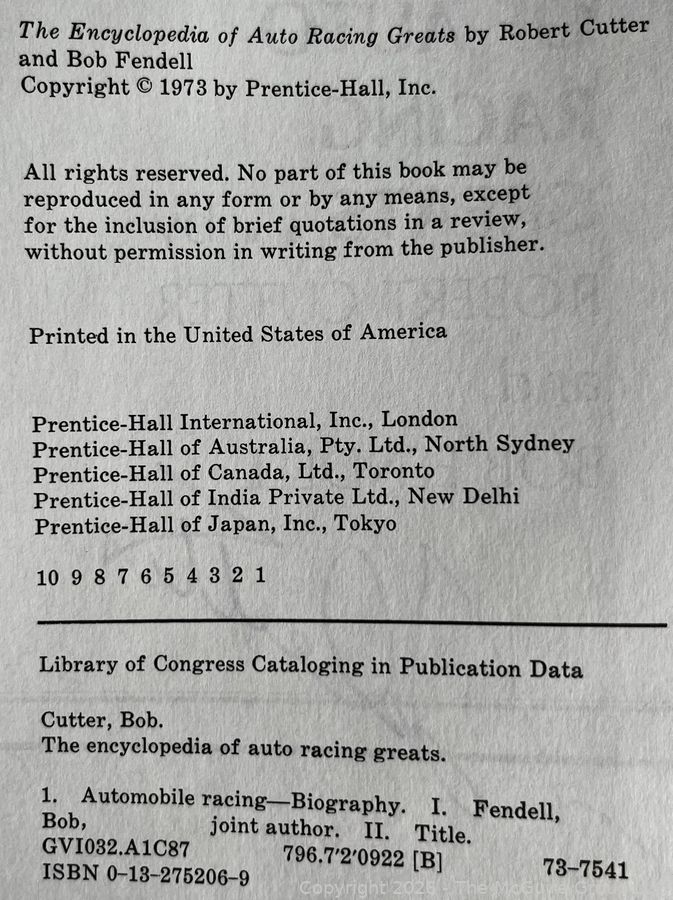 The Encyclopedia of Auto Racing Greats by Robert Cutter
and Bob Fendell
Copyright © 1973 by Prentice-Hall, Inc.
All rights reserved. No part of this book may be
reproduced in any form or by any means, except
for the inclusion of brief quotations in a review,
without permission in writing from the publisher.
Printed in the United States of America
Prentice-Hall International, Inc., London
Prentice-Hall of Australia, Pty. Ltd., North Sydney
Prentice-Hall of Canada, Ltd., Toronto
Prentice-Hall of India Private Ltd., New Delhi
Prentice-Hall of Japan, Inc., Tokyo
10 9 8 7 6 5 4 3 2 1
Library of Congress Cataloging in Publication Data
Cutter, Bob.
The encyclopedia of auto racing greats.
1. Automobile racing—Biography. I. Fendell,
Bob, joint author. II. Title.
GVI032.A1C87 796.7'2'0922 [B] 73-7541
ISBN 0-13-275206-9
Copyright 2026 - The McGuire Gro